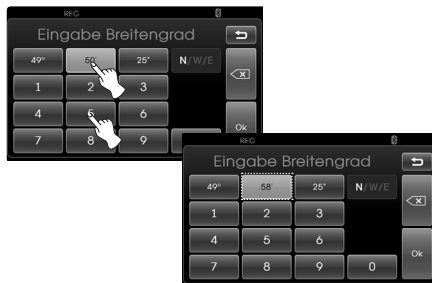 REC
Eingabe Breitengrad
49° 50' 25" N/W/E
1 2 3
4 5 6
Ok
7 8 9
REC
Eingabe Breitengrad
49° 58' 25" N/W/E
1 2 3
4 5 6
Ok
7 8 9 0